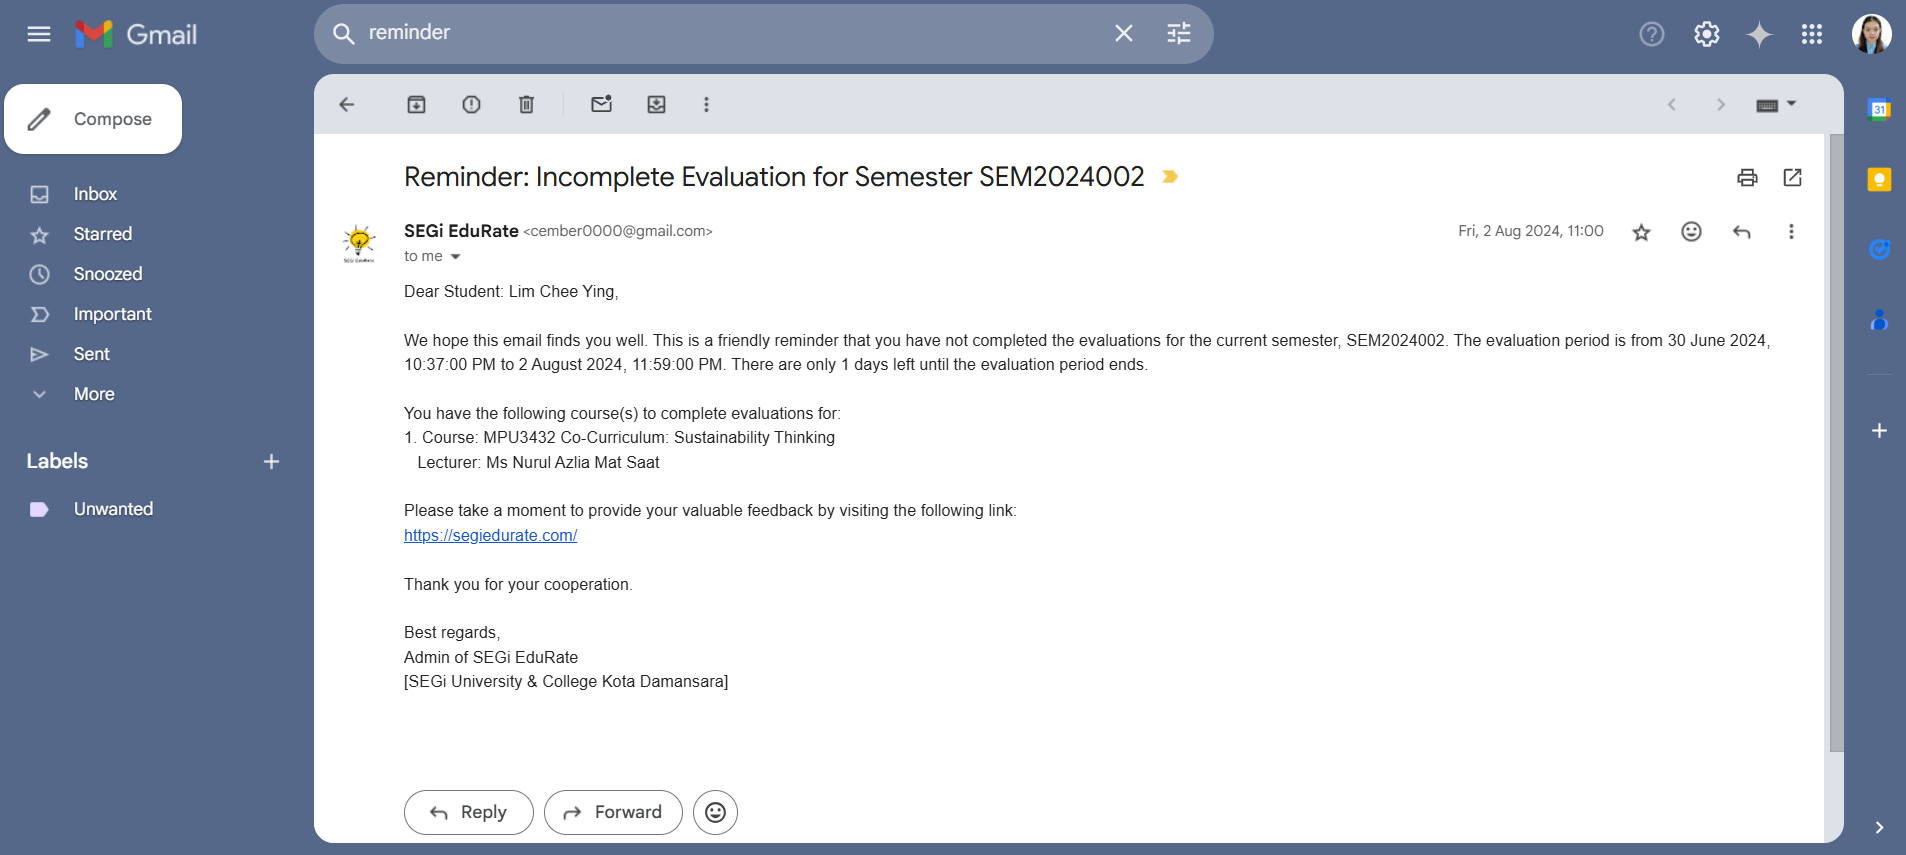 Gmail
reminder
Compose
Inbox
Starred
Snoozed
Important
Sent
More
Labels
Unwanted
Reminder: Incomplete Evaluation for Semester SEM2024002
SEGi EduRate <cember0000@gmail.com>
Fri, 2 Aug 2024, 11:00
to me
SEGi EduRate
Dear Student: Lim Chee Ying,
We hope this email finds you well. This is a friendly reminder that you have not completed the evaluations for the current semester, SEM2024002. The evaluation period is from 30 June 2024,
10:37:00 PM to 2 August 2024, 11:59:00 PM. There are only 1 days left until the evaluation period ends.
You have the following course(s) to complete evaluations for:
1. Course: MPU3432 Co-Curriculum: Sustainability Thinking
Lecturer: Ms Nurul Azlia Mat Saat
Please take a moment to provide your valuable feedback by visiting the following link:
https://segiedurate.com/
Thank you for your cooperation.
Best regards,
Admin of SEGi EduRate
[SEGi University & College Kota Damansara]
Reply
Forward
31